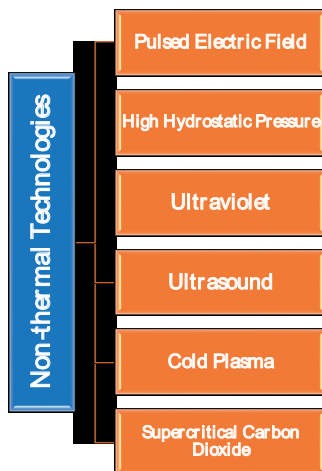 Non-thermal Technologies
Pulsed Electric Field
High Hydrostatic Pressure
Ultraviolet
Ultrasound
Cold Plasma
Supercritical Carbon
Dioxide